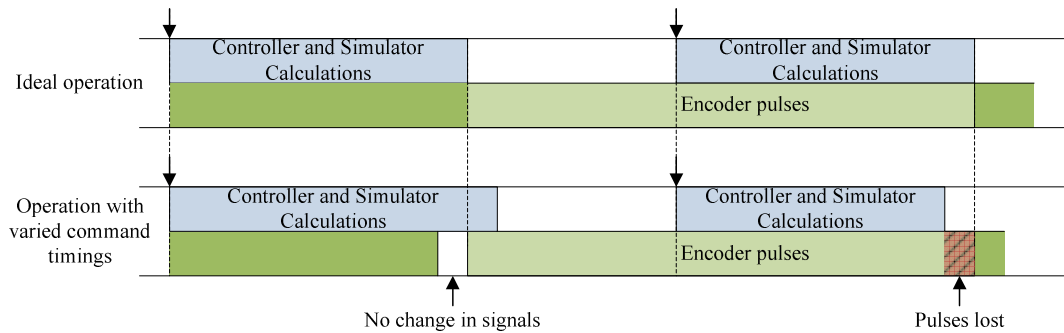 Controller and Simulator
Calculations
Controller and Simulator
Calculations
Ideal operation
Encoder pulses
Operation with
varied command
timings
Controller and Simulator
Calculations
Controller and Simulator
Calculations
Encoder pulses
No change in signals
Pulses lost